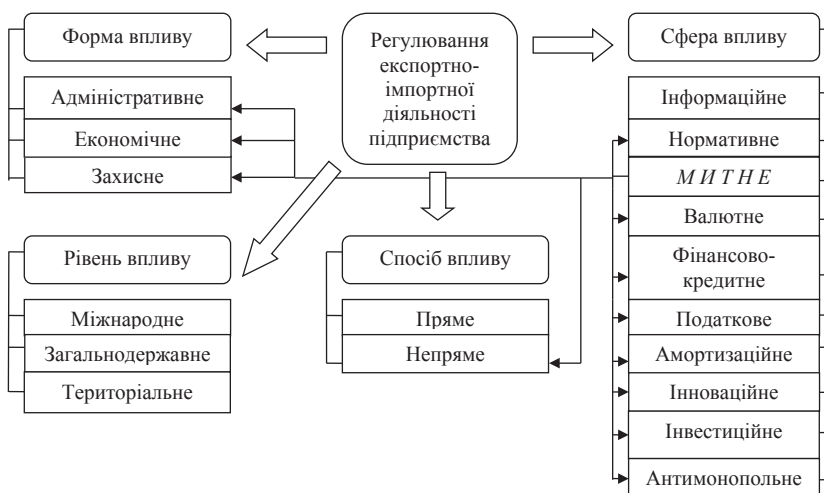 Форма впливу
Адміністративне
Економічне
Захисне
Регулювання
експортно-
імпортної
діяльності
підприємства
Сфера впливу
Інформаційне
Нормативне
МИТНЕ
Валютне
Фінансово-
кредитне
Податкове
Амортизаційне
Інноваційне
Інвестиційне
Антимонопольне
Рівень впливу
Міжнародне
Загальнодержавне
Територіальне
Спосіб впливу
Пряме
Непряме